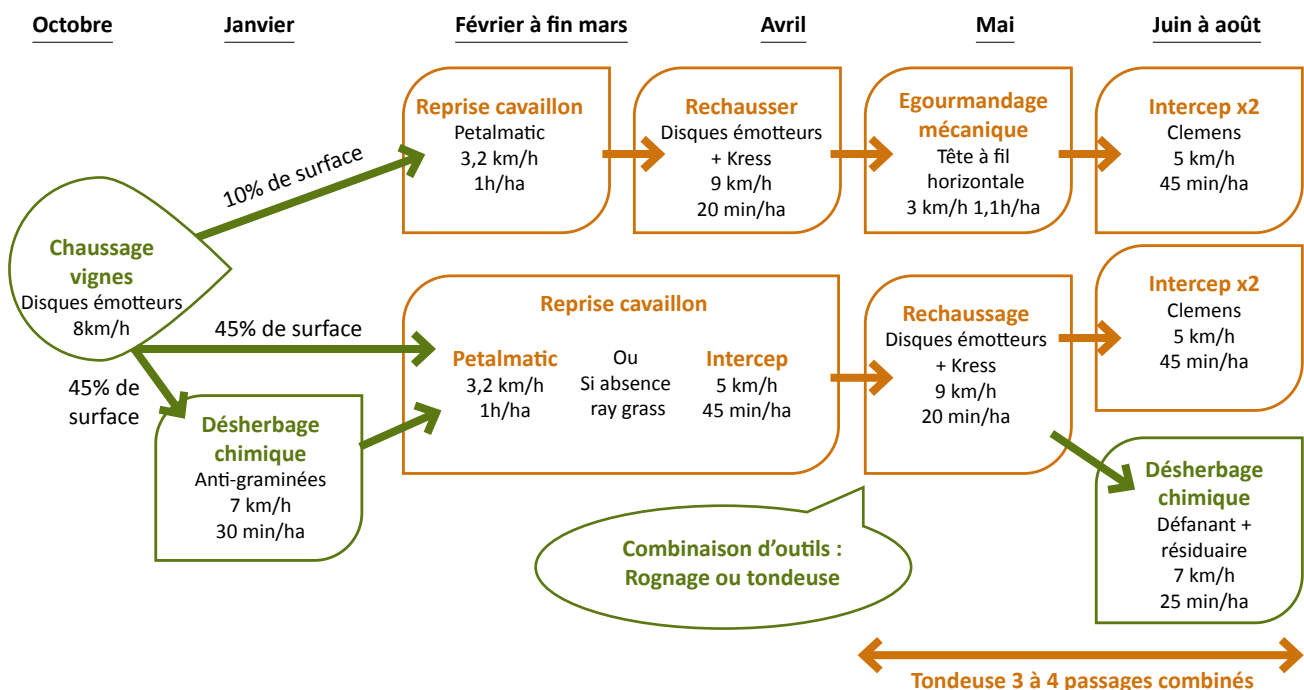 Octobre
Janvier
Février à fin mars
Avril
Mai
Juin à août
Chaussage
vignes
Disques émotteurs
8km/h
10% de surface
45% de surface
45% de
surface
Reprise cavaillon
Petalmatic
3,2 km/h
1h/ha
Rechausser
Disques émotteurs
+ Kress
9 km/h
20 min/ha
Egourmandage
mécanique
Tête à fil
horizontale
3 km/h 1,1h/ha
Intercep x2
Clemens
5 km/h
45 min/ha
Désherbage
chimique
Anti-graminées
7 km/h
30 min/ha
Reprise cavaillon
Petalmatic
3,2 km/h
1h/ha
Ou
Si absence
ray grass
Intercep
5 km/h
45 min/ha
Rechaussage
Disques émotteurs
+ Kress
9 km/h
20 min/ha
Intercep x2
Clemens
5 km/h
45 min/ha
Désherbage
chimique
Défanant +
résiduaire
7 km/h
25 min/ha
Combinaison d'outils :
Rognage ou tondeuse
Tondeuse 3 à 4 passages combinés